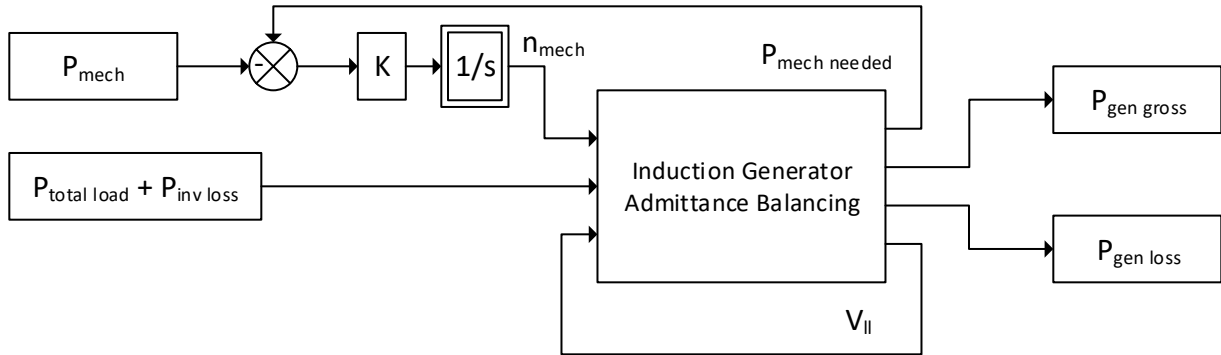 P_mech
-
K
1/s
n_mech
P_mech needed
P_gen gross
P_total load + P_inv loss
Induction Generator
Admittance Balancing
P_gen loss
V_ll